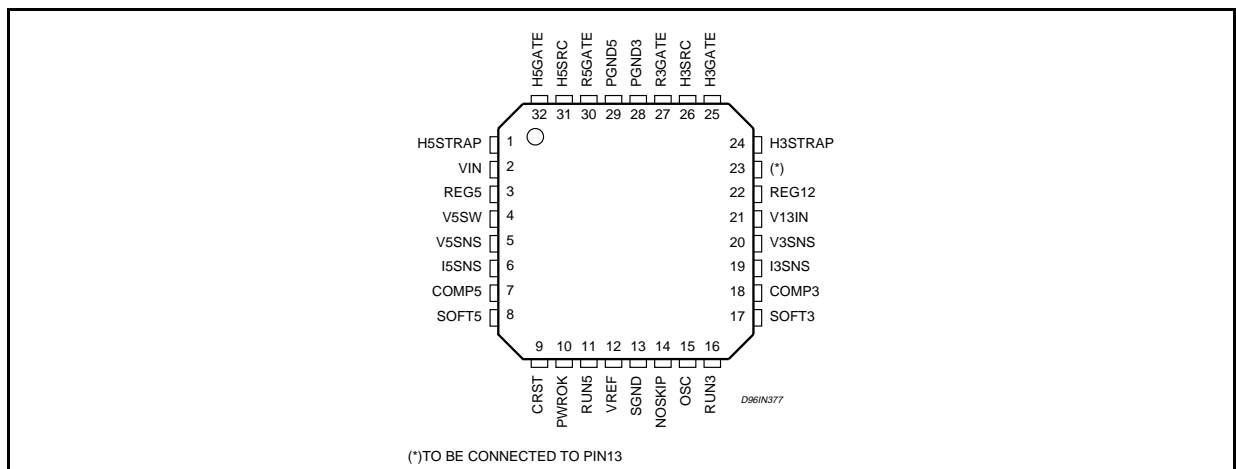 H5GATE
H5SRC
R5GATE
PGND5
PGND3
R3GATE
H3SRC
H3GATE
32 31 30 29 28 27 26 25
H5STRAP 1 24 H3STRAP
VIN 2 23 (*)
REG5 3 22 REG12
V5SW 4 21 V13IN
V5SNS 5 20 V3SNS
I5SNS 6 19 I3SNS
COMP5 7 18 COMP3
SOFT5 8 17 SOFT3
9 10 11 12 13 14 15 16
CRST
PWROK
RUN5
VREF
SGND
NOSKIP
OSC
RUN3
D96IN377
(*)TO BE CONNECTED TO PIN13